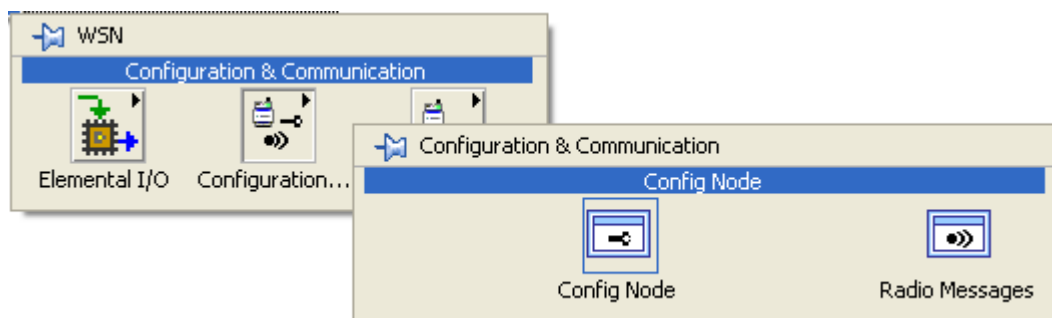 WSN
Configuration & Communication
Elemental I/O
Configuration...
Configuration & Communication
Config Node
Config Node
Radio Messages